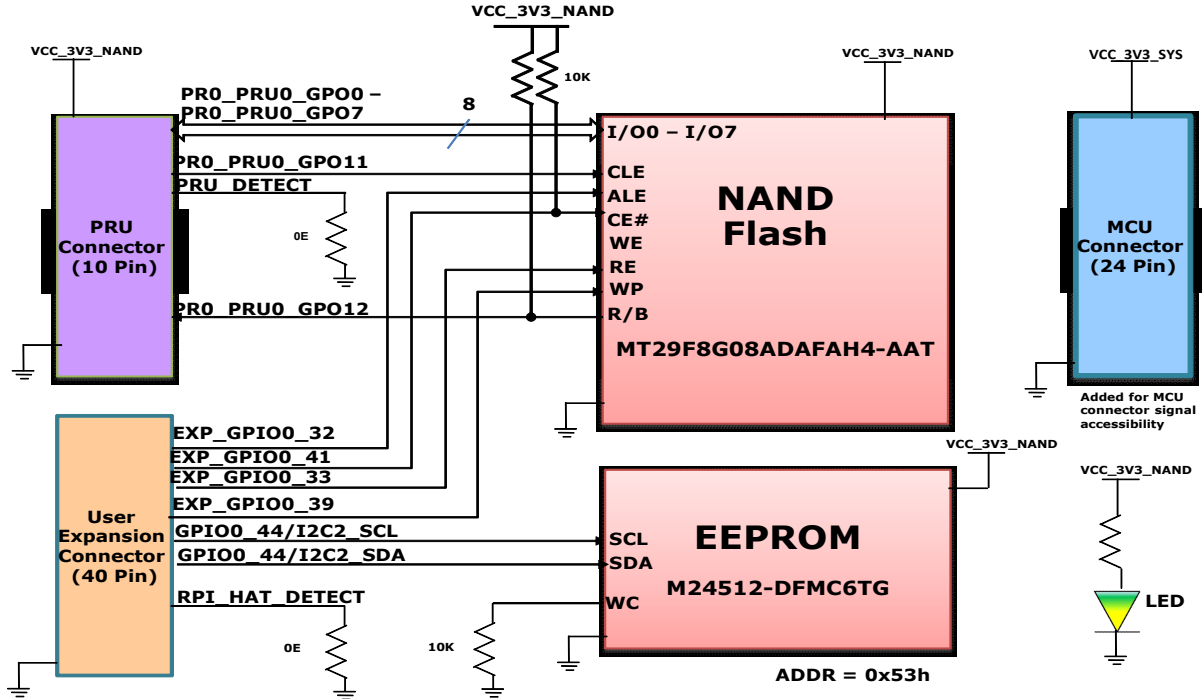 VCC_3V3_NAND
VCC_3V3_NAND
VCC_3V3_NAND
VCC_3V3_SYS
10K
PR0_PRU0_GPO0 –
PR0_PRU0_GPO7
8
I/O0 – I/O7
PR0_PRU0_GPO11
CLE
PRU_DETECT
ALE
CE#
WE
RE
WP
R/B
0E
PR0_PRU0_GPO12
PRU
Connector
(10 Pin)
NAND
Flash
MT29F8G08ADAFAH4-AAT
MCU
Connector
(24 Pin)
Added for MCU
connector signal
accessibility
EXP_GPIO0_32
EXP_GPIO0_41
EXP_GPIO0_33
EXP_GPIO0_39
GPIO0_44/I2C2_SCL
GPIO0_44/I2C2_SDA
RPI_HAT_DETECT
User
Expansion
Connector
(40 Pin)
0E
10K
VCC_3V3_NAND
SCL
SDA
WC
EEPROM
M24512-DFMC6TG
ADDR = 0x53h
VCC_3V3_NAND
LED